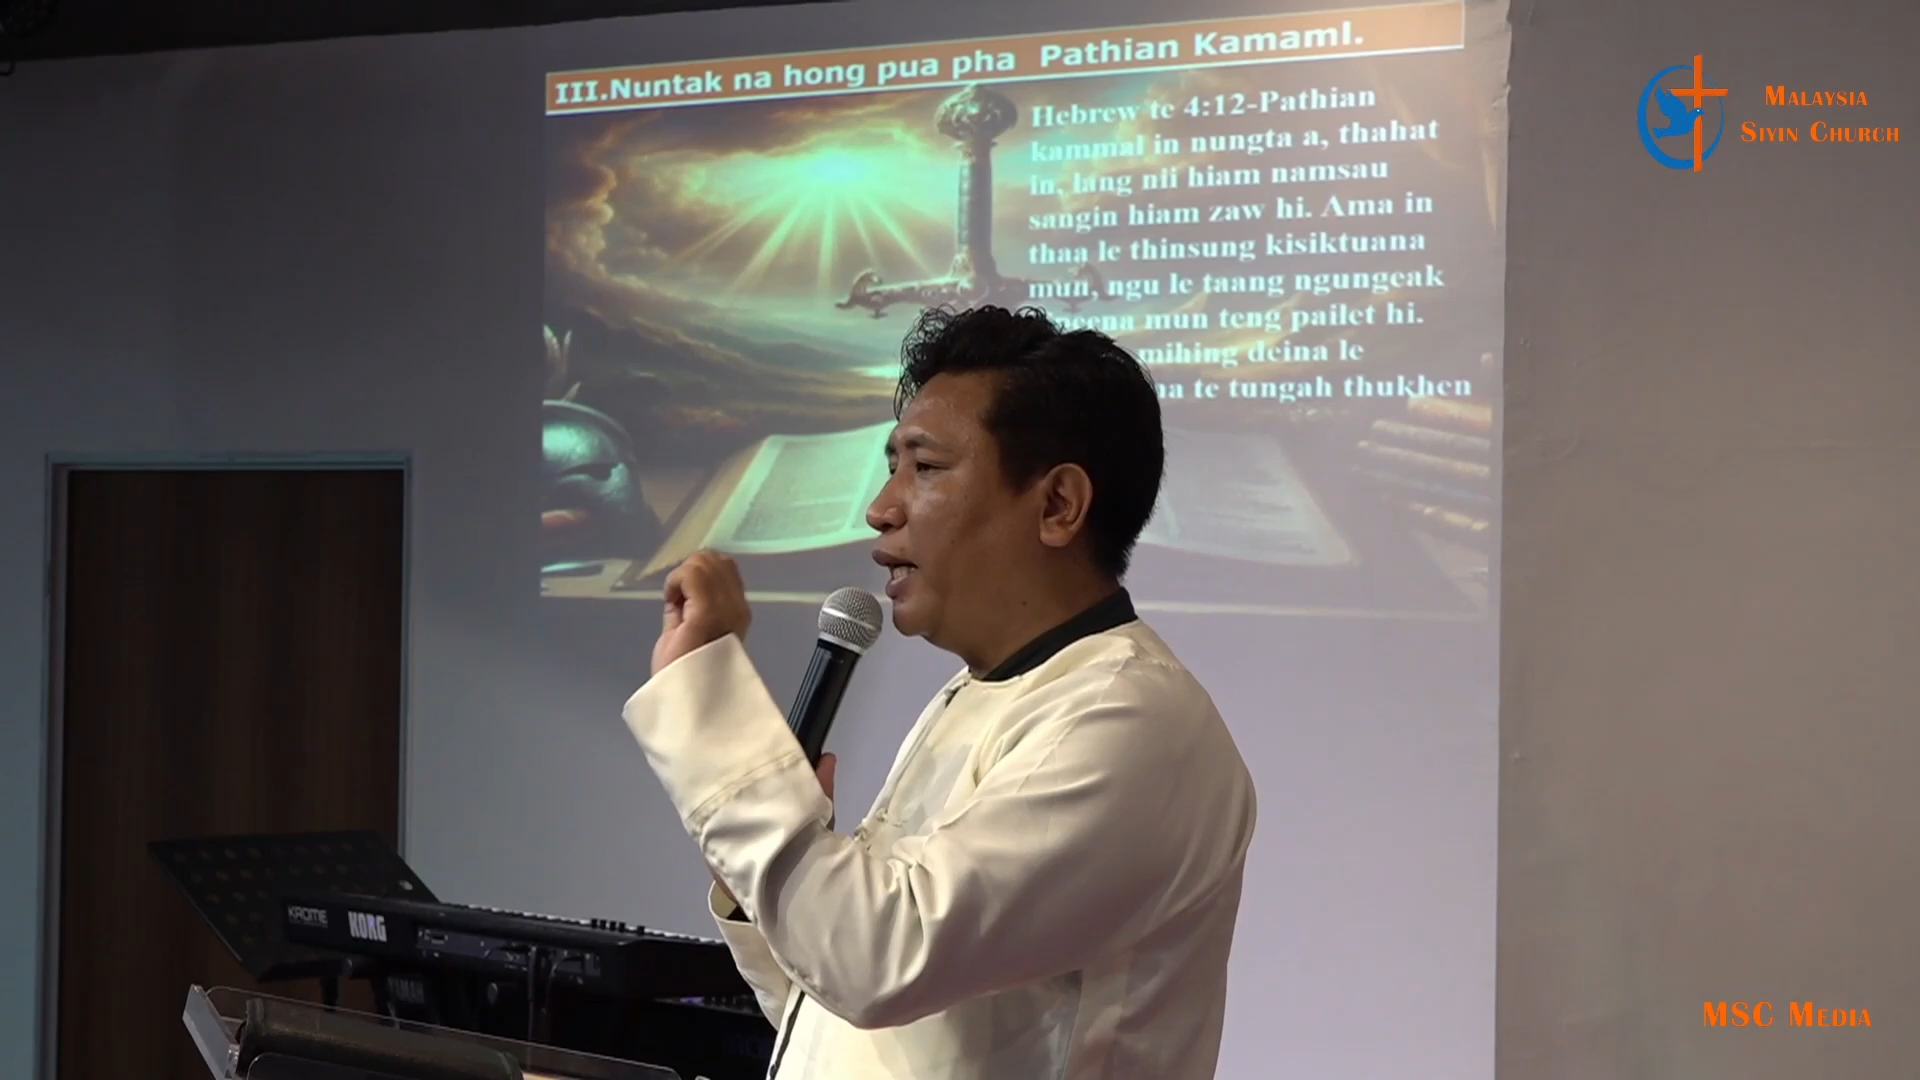 III.Nuntak na hong pua pha Pathian Kamaml.
Hebrew te 4:12-Pathian
kammal in nungta a, thahat
in, lang nii hiam namsau
sangin hiam zaw hi. Ama in
thaa le thinsung kisiktuana
mun, ngu le taang ngungeak
mun teng pailet hi.
mihing deina le
te tungah thukhen
MALAYSIA
SIYIN CHURCH
KROME
KORG
YAMAH
MSC MEDIA